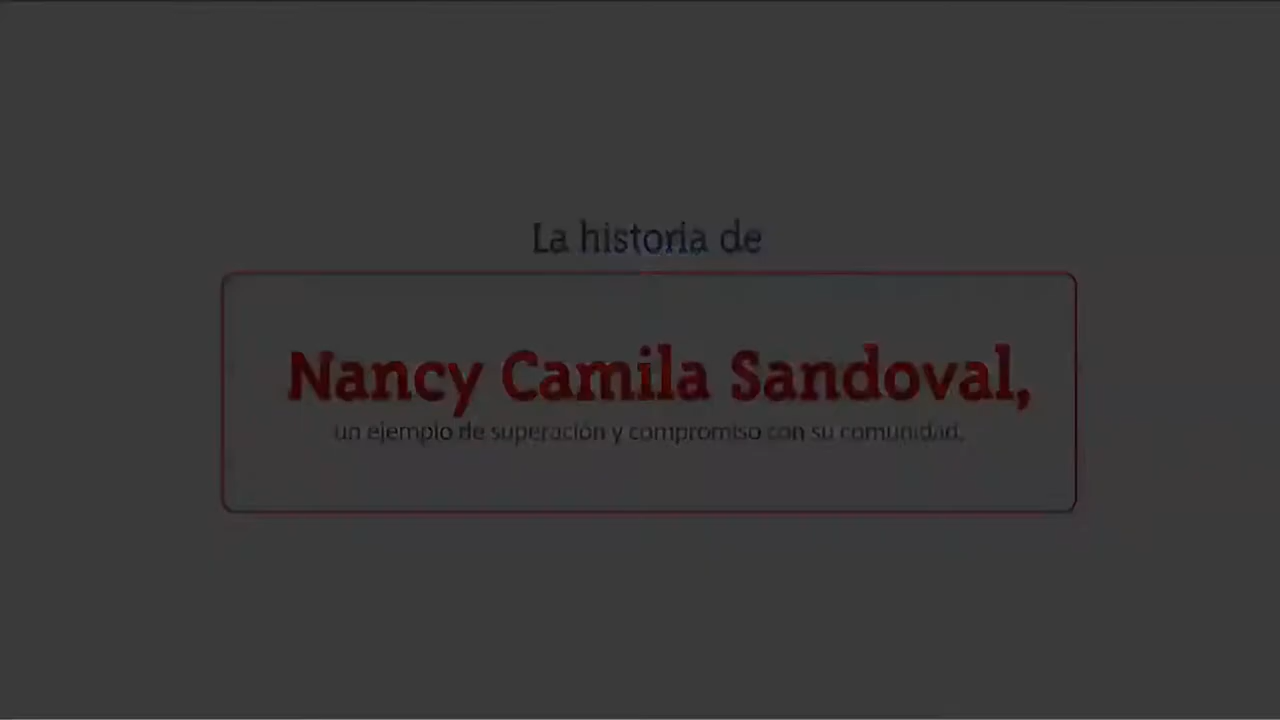 La historia de
Nancy Camila Sandoval,
un ejemplo de superación y compromiso con su comunidad.